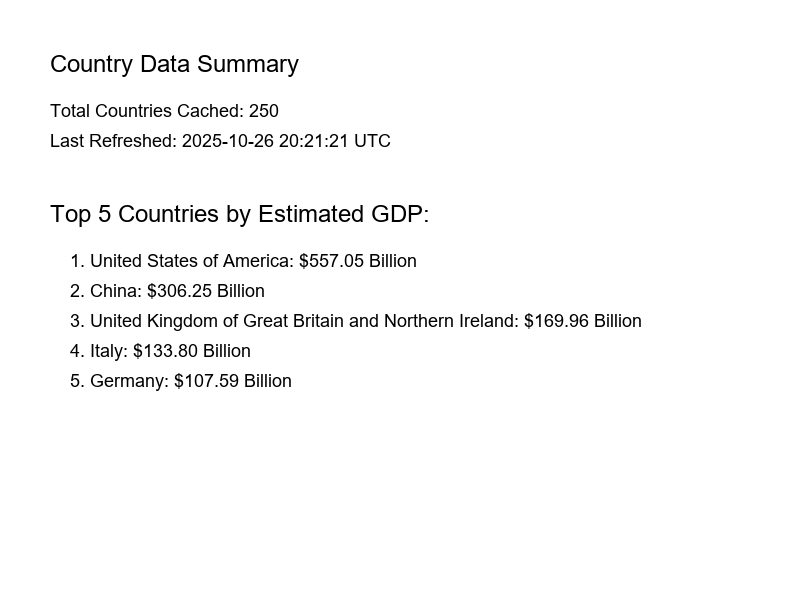 Country Data Summary
Total Countries Cached: 250
Last Refreshed: 2025-10-26 20:21:21 UTC
Top 5 Countries by Estimated GDP:
1. United States of America: $557.05 Billion
2. China: $306.25 Billion
3. United Kingdom of Great Britain and Northern Ireland: $169.96 Billion
4. Italy: $133.80 Billion
5. Germany: $107.59 Billion